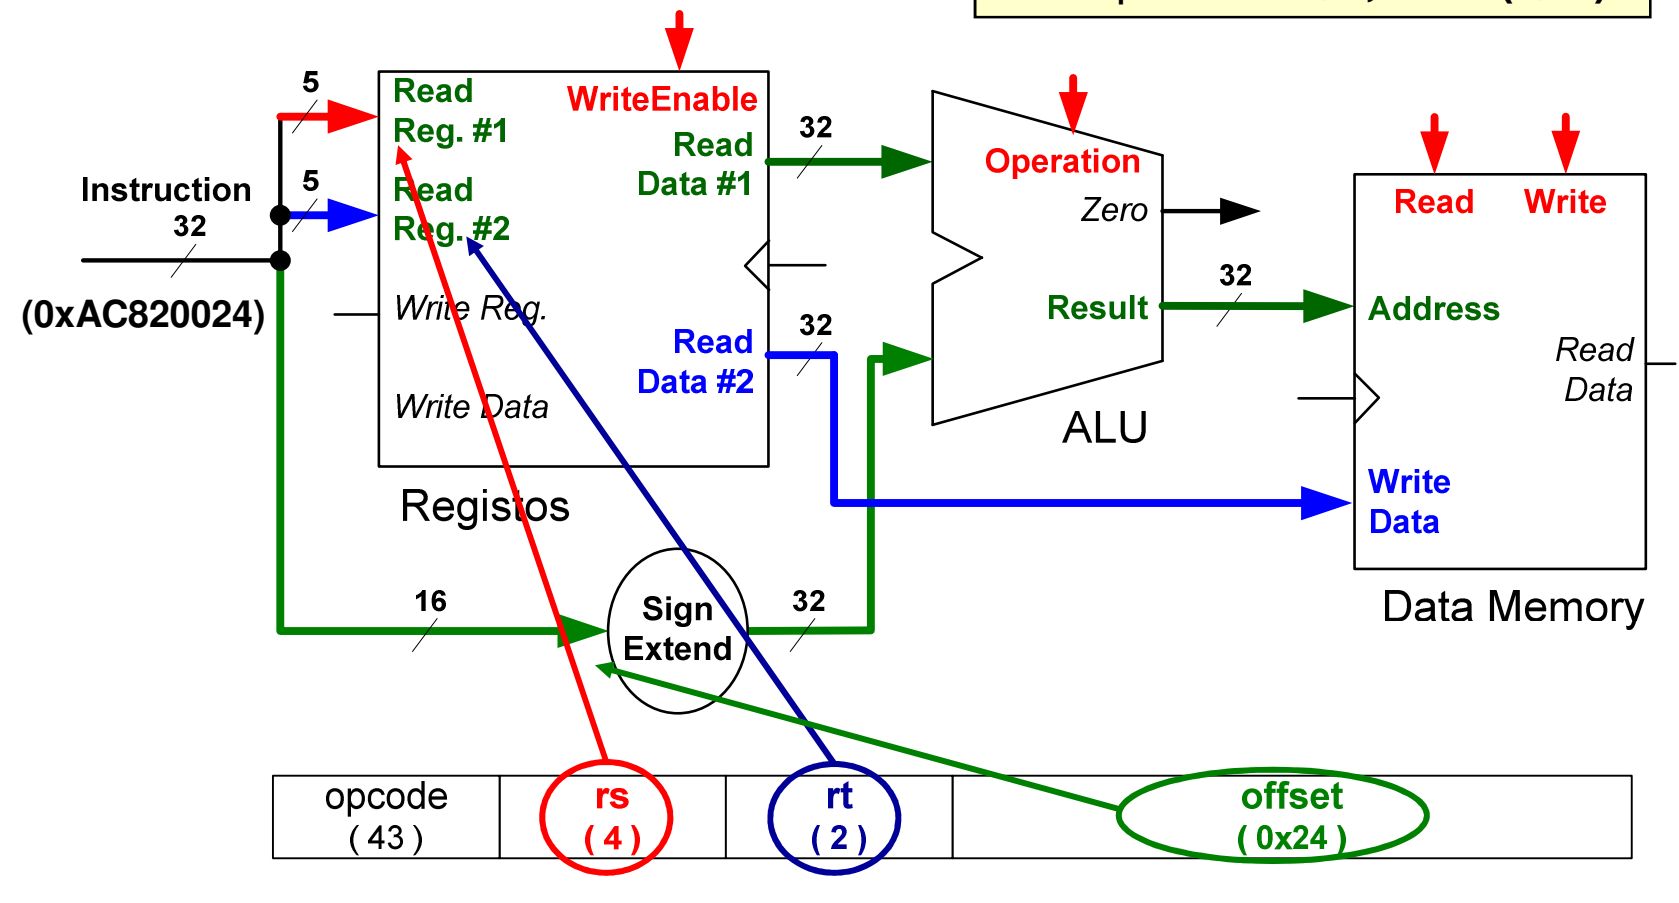 5
Read
Reg. #1
WriteEnable
Read
Data #1
32
Operation
Zero
Read
Write
Instruction
32
5
Read
Reg. #2
(0xAC820024)
Write Reg.
Write Data
Read
Data #2
32
Result
32
Address
Read
Data
ALU
Write
Data
Registos
Data Memory
16
Sign
Extend
32
opcode
( 43 )
rs
( 4 )
rt
( 2 )
offset
( 0x24 )